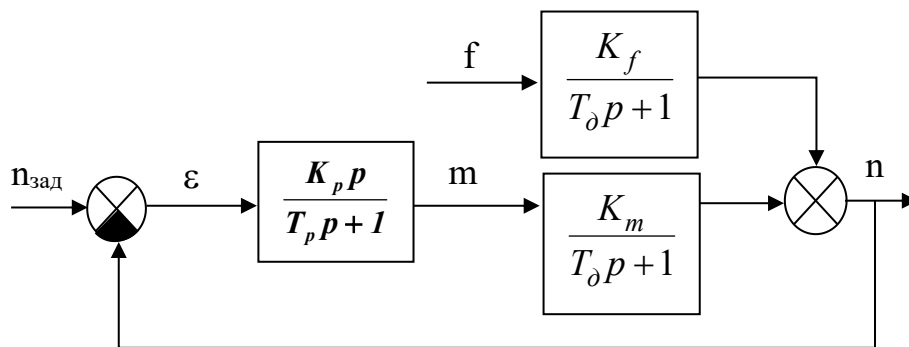 f
K_f
T_∂ p + 1
n_зад
ε
K_p p
T_p p + 1
m
K_m
T_∂ p + 1
n